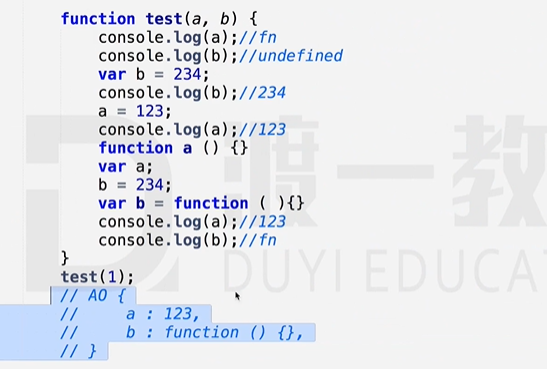 function test(a, b) {
    console.log(a);//fn
    console.log(b);//undefined
    var b = 234;
    console.log(b);//234
    a = 123;
    console.log(a);//123
    function a () {}
    var a;
    b = 234;
    var b = function ( ){}
    console.log(a);//123
    console.log(b);//fn
}
test(1);
// AO {
//     a : 123,
//     b : function () {},
// }
渡一教
DUYI EDUCA